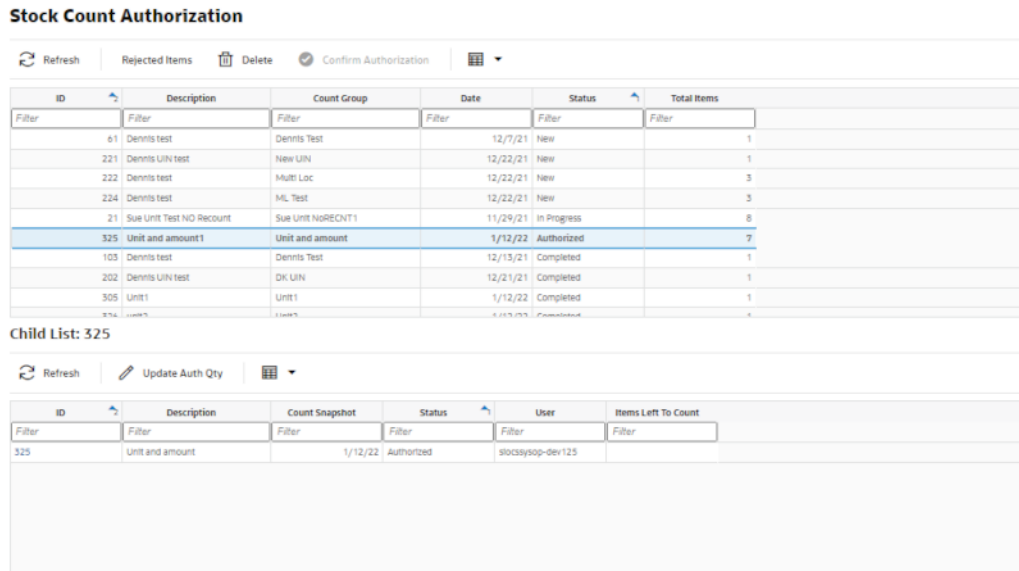 Stock Count Authorization
Refresh Rejected Items Delete Confirm Authorization
ID 2 Description Count Group Date Status 1 Total Items
Filter Filter Filter Filter Filter Filter
61 Dennis test Dennis Test 12/7/21 New 1
221 Dennis UIN test New UIN 12/22/21 New 1
222 Dennis test Multi Loc 12/22/21 New 3
224 Dennis test ML Test 12/22/21 New 3
21 Sue Unit Test NO Recount Sue Unit NoRECNT1 11/29/21 In Progress 8
325 Unit and amount1 Unit and amount 1/12/22 Authorized 7
103 Dennis test Dennis Test 12/13/21 Completed 1
202 Dennis UIN test DK UIN 12/21/21 Completed 1
305 Unit1 Unit1 1/12/22 Completed 1
Completed
Child List: 325
Refresh Update Auth Qty
ID 2 Description Count Snapshot Status 1 User Items Left To Count
Filter Filter Filter Filter Filter Filter
325 Unit and amount 1/12/22 Authorized slocssysop-dev125